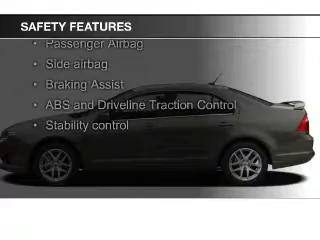 SAFETY FEATURES
• Passenger Airbag
• Side airbag
• Braking Assist
• ABS and Driveline Traction Control
• Stability control